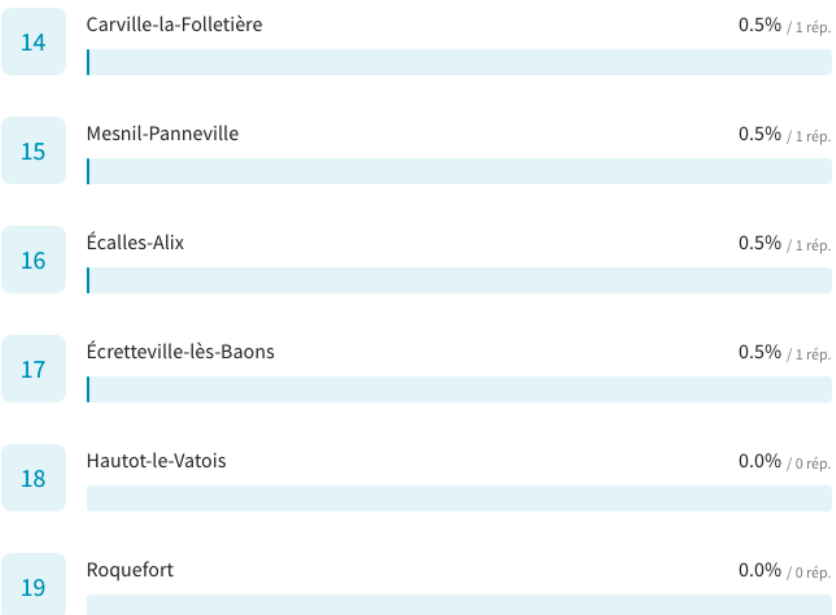 14 Carville-la-Folletière 0.5% / 1 rép.
15 Mesnil-Panneville 0.5% / 1 rép.
16 Écalles-Alix 0.5% / 1 rép.
17 Écretteville-lès-Baons 0.5% / 1 rép.
18 Hautot-le-Vatois 0.0% / 0 rép.
19 Roquefort 0.0% / 0 rép.